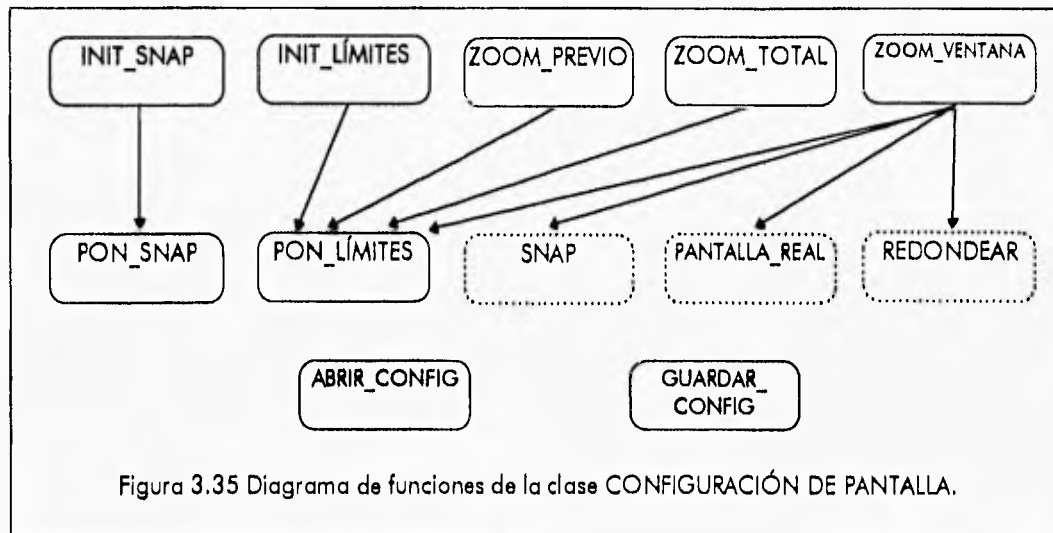 INIT_SNAP
INIT_LÍMITES
ZOOM_PREVIO
ZOOM_TOTAL
ZOOM_VENTANA
PON_SNAP
PON_LÍMITES
SNAP
PANTALLA_REAL
REDONDEAR
ABRIR_CONFIG
GUARDAR_
CONFIG
Figura 3.35 Diagrama de funciones de la clase CONFIGURACIÓN DE PANTALLA.